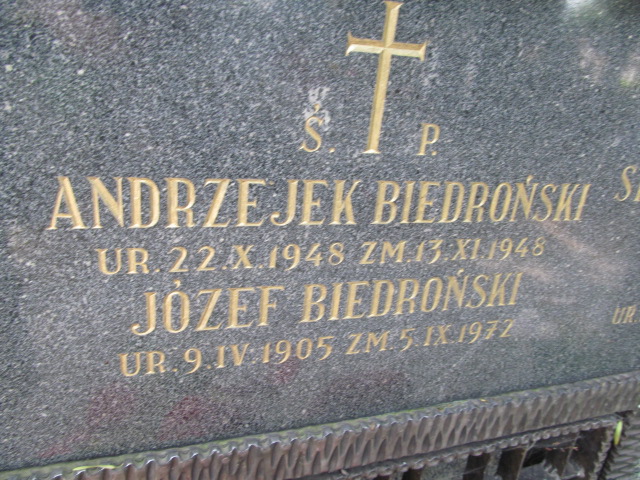 Ś. P.
ANDRZEJEK BIEDROŃSKI
UR. 22.X.1948 ZM. 13.XI.1948
JÓZEF BIEDROŃSKI
UR. 9.IV.1905 ZM. 5.IX.1972
UR.